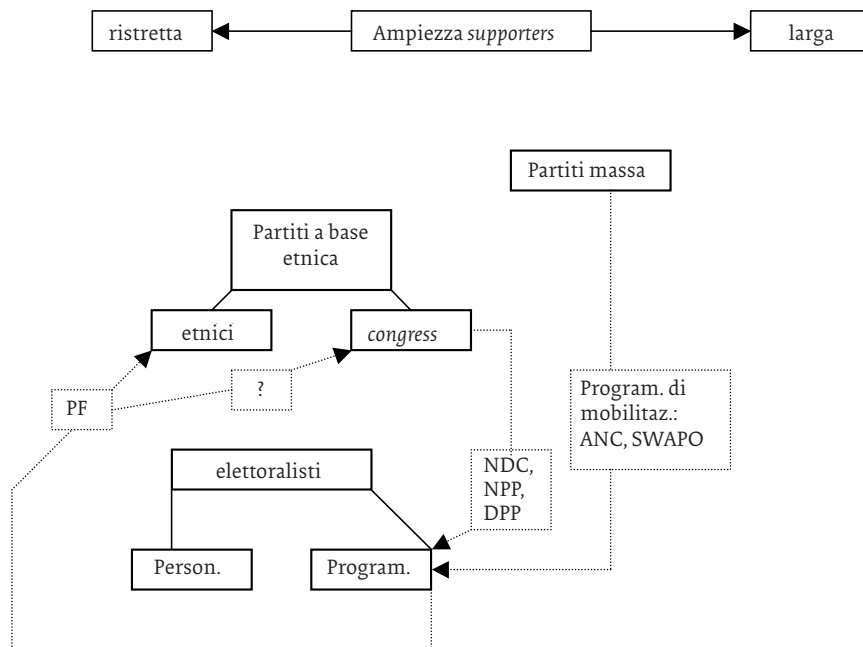 ristretta
Ampiezza supporters
larga
Partiti massa
Partiti a base
etnica
etnici
congress
PF
?
Program. di
mobilitaz.:
ANC, SWAPO
elettoralisti
NDC,
NPP,
DPP
Person.
Program.